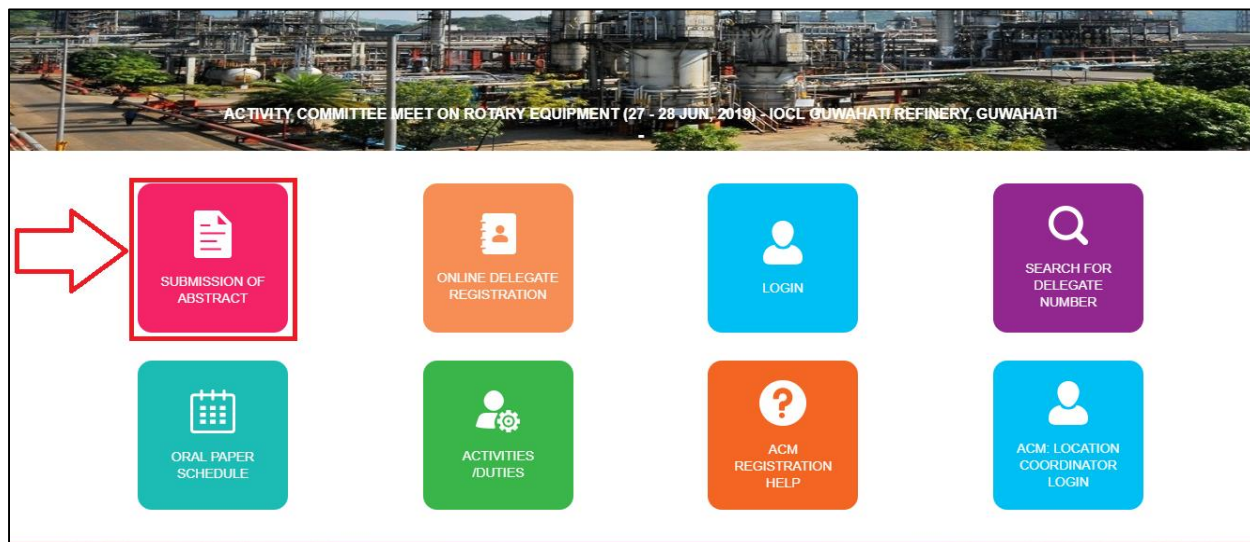 ACTIVITY COMMITTEE MEET ON ROTARY EQUIPMENT (27 - 28 JUN, 2019) - IOCL GUWAHATI REFINERY, GUWAHATI
-
SUBMISSION OF
ABSTRACT
ONLINE DELEGATE
REGISTRATION
LOGIN
SEARCH FOR
DELEGATE
NUMBER
ORAL PAPER
SCHEDULE
ACTIVITIES
/DUTIES
ACM
REGISTRATION
HELP
ACM: LOCATION
COORDINATOR
LOGIN